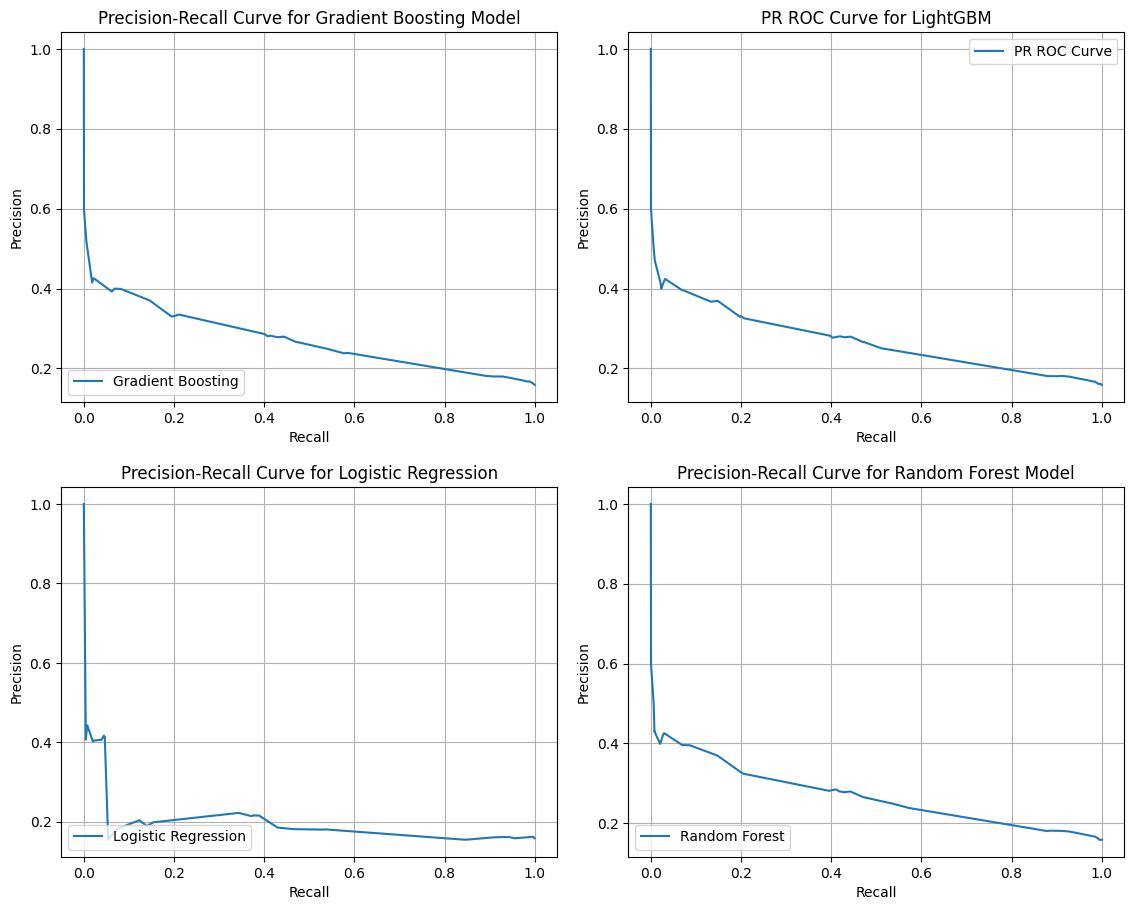 Precision-Recall Curve for Gradient Boosting Model
1.0
0.8
0.6
0.4
0.2
Precision
Gradient Boosting
0.0 0.2 0.4 0.6 0.8 1.0
Recall
PR ROC Curve for LightGBM
PR ROC Curve
1.0
0.8
0.6
0.4
0.2
Precision
0.0 0.2 0.4 0.6 0.8 1.0
Recall
Precision-Recall Curve for Logistic Regression
1.0
0.8
0.6
0.4
0.2
Precision
Logistic Regression
0.0 0.2 0.4 0.6 0.8 1.0
Recall
Precision-Recall Curve for Random Forest Model
1.0
0.8
0.6
0.4
0.2
Precision
Random Forest
0.0 0.2 0.4 0.6 0.8 1.0
Recall